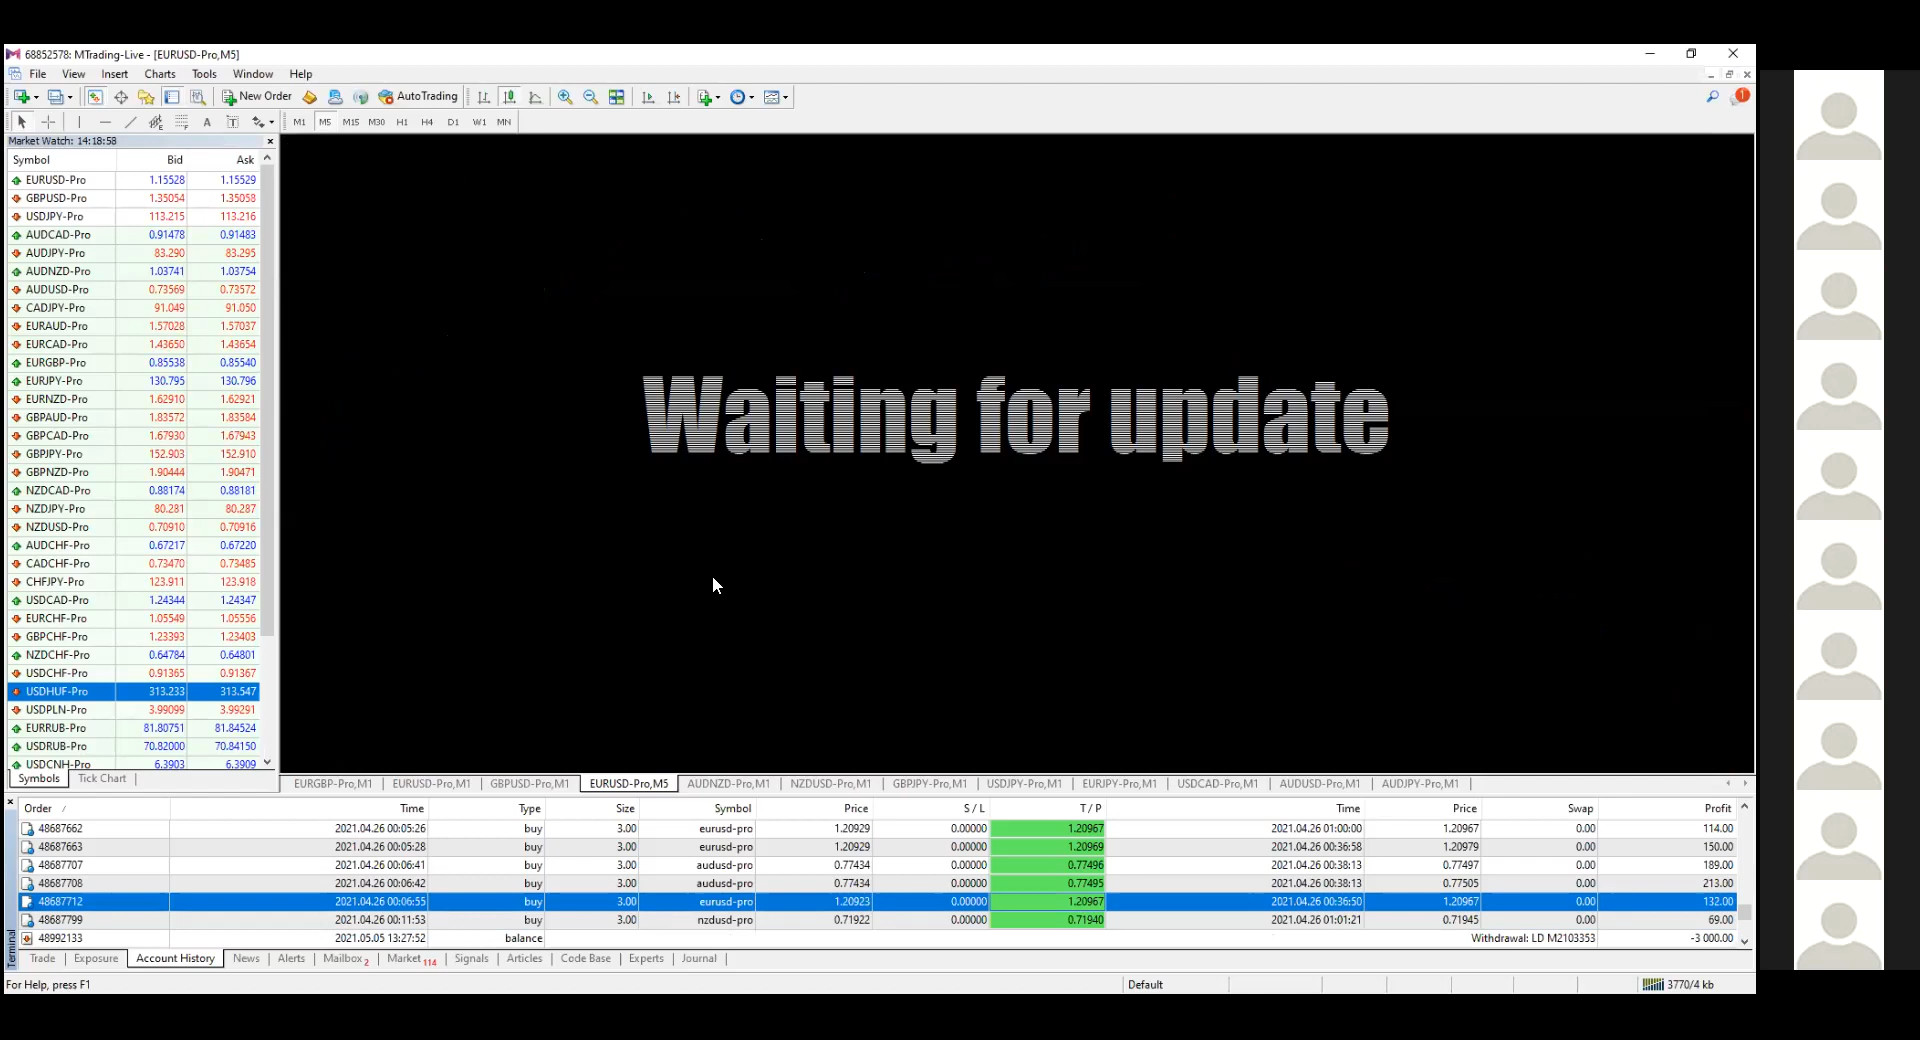 68852578: MTrading-Live - [EURUSD-Pro,M5]
File View Insert Charts Tools Window Help
New Order AutoTrading 1
A T M1 M5 M15 M30 H1 H4 D1 W1 MN
Market Watch: 14:18:58
Symbol Bid Ask
EURUSD-Pro 1.15528 1.15529
GBPUSD-Pro 1.35054 1.35058
USDJPY-Pro 113.215 113.216
AUDCAD-Pro 0.91478 0.91483
AUDJPY-Pro 83.290 83.295
AUDNZD-Pro 1.03741 1.03754
AUDUSD-Pro 0.73569 0.73572
CADJPY-Pro 91.049 91.050
EURAUD-Pro 1.57028 1.57037
EURCAD-Pro 1.43650 1.43654
EURGBP-Pro 0.85538 0.85540
EURJPY-Pro 130.795 130.796
EURNZD-Pro 1.62910 1.62921
GBPAUD-Pro 1.83572 1.83584
GBPCAD-Pro 1.67930 1.67943
GBPJPY-Pro 152.903 152.910
GBPNZD-Pro 1.90444 1.90471
NZDCAD-Pro 0.88174 0.88181
NZDJPY-Pro 80.281 80.287
NZDUSD-Pro 0.70910 0.70916
AUDCHF-Pro 0.67217 0.67220
CADCHF-Pro 0.73470 0.73485
CHFJPY-Pro 123.911 123.918
USDCAD-Pro 1.24344 1.24347
EURCHF-Pro 1.05549 1.05556
GBPCHF-Pro 1.23393 1.23403
NZDCHF-Pro 0.64784 0.64801
USDCHF-Pro 0.91365 0.91367
USDHUF-Pro 313.233 313.547
USDPLN-Pro 3.99099 3.99291
EURRUB-Pro 81.80751 81.84524
USDRUB-Pro 70.82000 70.84150
USDCNH-Pro 6.3903 6.3909
Symbols Tick Chart
Waiting for update
EURGBP-Pro,M1 EURUSD-Pro,M1 GBPUSD-Pro,M1 EURUSD-Pro,M5 AUDNZD-Pro,M1 NZDUSD-Pro,M1 GBPJPY-Pro,M1 USDJPY-Pro,M1 EURJPY-Pro,M1 USDCAD-Pro,M1 AUDUSD-Pro,M1 AUDJPY-Pro,M1
Order / Time Type Size Symbol Price S / L T / P Time Price Swap Profit
48687662 2021.04.26 00:05:26 buy 3.00 eurusd-pro 1.20929 0.00000 1.20967 2021.04.26 01:00:00 1.20967 0.00 114.00
48687663 2021.04.26 00:05:28 buy 3.00 eurusd-pro 1.20929 0.00000 1.20969 2021.04.26 00:36:58 1.20979 0.00 150.00
48687707 2021.04.26 00:06:41 buy 3.00 audusd-pro 0.77434 0.00000 0.77496 2021.04.26 00:38:13 0.77497 0.00 189.00
48687708 2021.04.26 00:06:42 buy 3.00 audusd-pro 0.77434 0.00000 0.77495 2021.04.26 00:38:13 0.77505 0.00 213.00
48687712 2021.04.26 00:06:55 buy 3.00 eurusd-pro 1.20923 0.00000 1.20967 2021.04.26 00:36:50 1.20967 0.00 132.00
48687799 2021.04.26 00:11:53 buy 3.00 nzdusd-pro 0.71922 0.00000 0.71940 2021.04.26 01:01:21 0.71945 0.00 69.00
48992133 2021.05.05 13:27:52 balance Withdrawal: LD M2103353 -3 000.00
Terminal
Trade Exposure Account History News Alerts Mailbox 2 Market 114 Signals Articles Code Base Experts Journal
For Help, press F1 Default 3770/4 kb